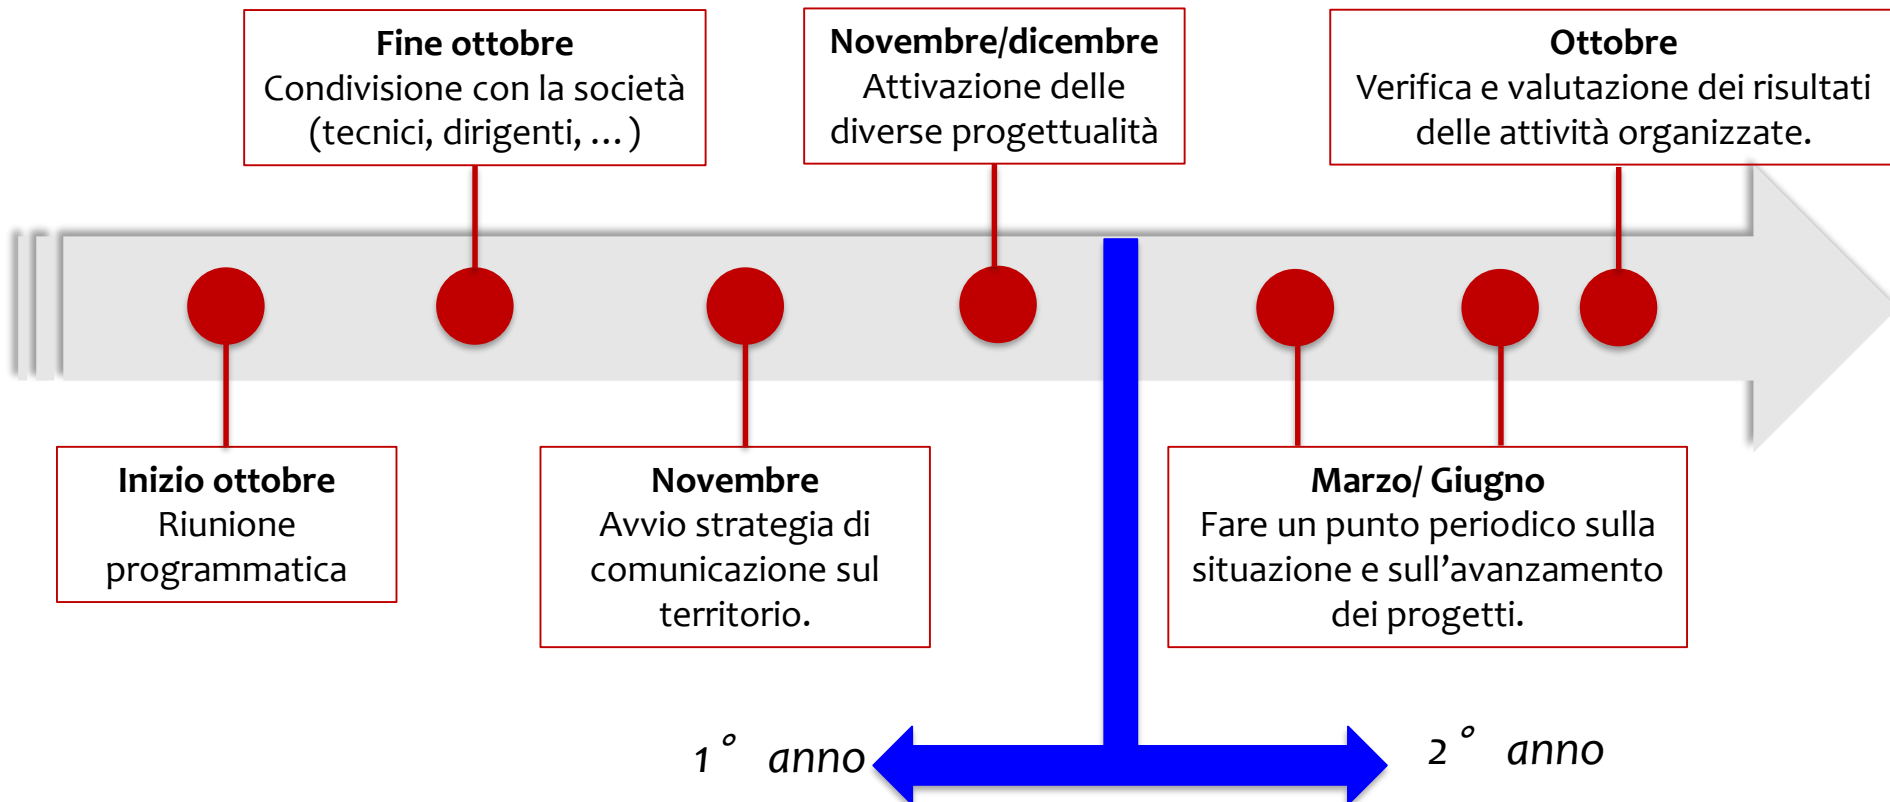 Fine ottobre
Condivisione con la società
(tecnici, dirigenti, ...)
Novembre/dicembre
Attivazione delle
diverse progettualità
Ottobre
Verifica e valutazione dei risultati
delle attività organizzate.
Inizio ottobre
Riunione
programmatica
Novembre
Avvio strategia di
comunicazione sul
territorio.
Marzo/ Giugno
Fare un punto periodico sulla
situazione e sull’avanzamento
dei progetti.
1° anno
2° anno